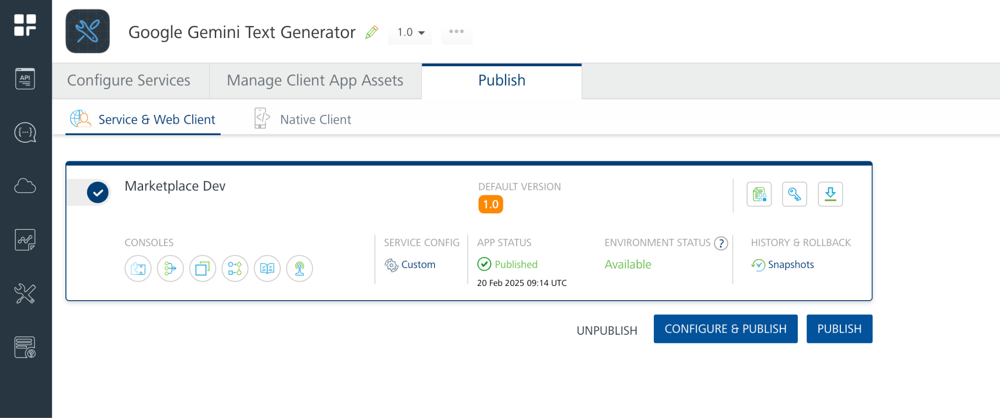 Google Gemini Text Generator
1.0
API
Configure Services
Manage Client App Assets
Publish
Service & Web Client
Native Client
Marketplace Dev
DEFAULT VERSION
1.0
CONSOLES
SERVICE CONFIG
APP STATUS
ENVIRONMENT STATUS ?
HISTORY & ROLLBACK
Custom
Published
Available
Snapshots
20 Feb 2025 09:14 UTC
UNPUBLISH
CONFIGURE & PUBLISH
PUBLISH